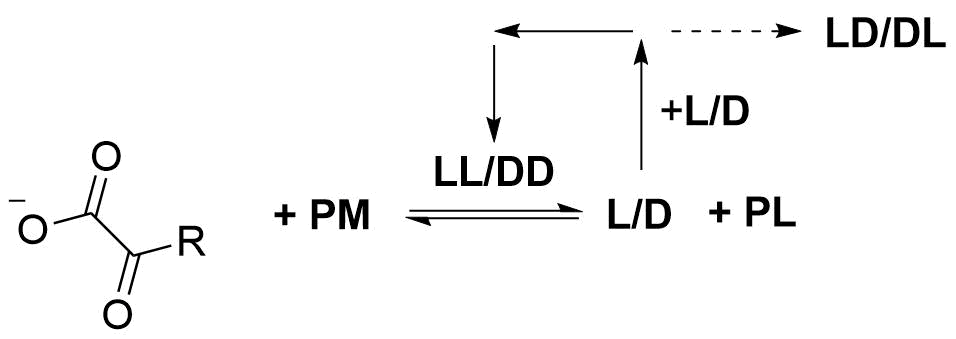 LD/DL
+L/D
LL/DD
O
− O R + PM L/D + PL
O